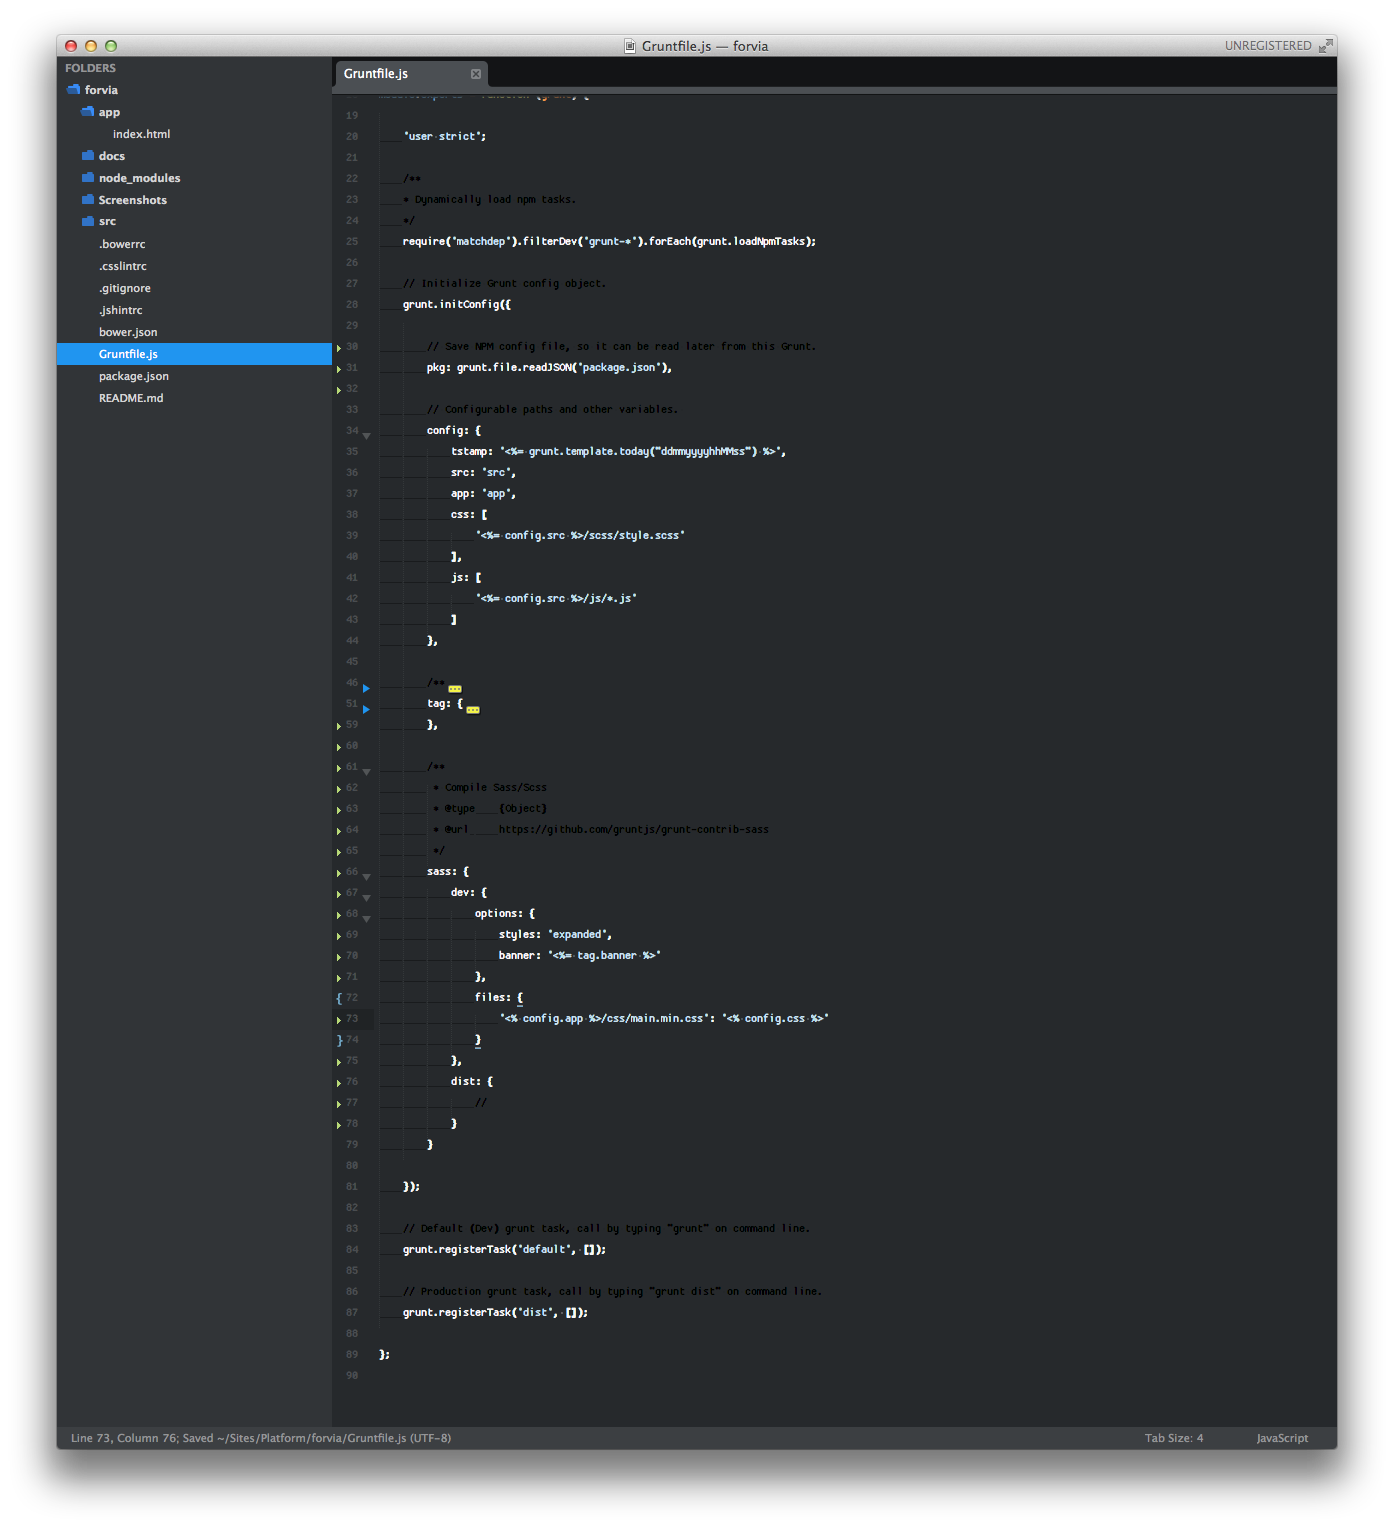 Gruntfile.js — forvia
UNREGISTERED
FOLDERS
forvia
app
index.html
docs
node_modules
Screenshots
src
.bowerrc
.csslintrc
.gitignore
.jshintrc
bower.json
Gruntfile.js
package.json
README.md
Gruntfile.js
19
20 'user strict';
21
22 /**
23 * Dynamically load npm tasks.
24 */
25 require('matchdep').filterDev('grunt-*').forEach(grunt.loadNpmTasks);
26
27 // Initialize Grunt config object.
28 grunt.initConfig({
29
30 // Save NPM config file, so it can be read later from this Grunt.
31 pkg: grunt.file.readJSON('package.json'),
32
33 // Configurable paths and other variables.
34 config: {
35 tstamp: '<%= grunt.template.today("ddmmyyyyhhMMss") %>',
36 src: 'src',
37 app: 'app',
38 css: [
39 '<%= config.src %>/scss/style.scss'
40 ],
41 js: [
42 '<%= config.src %>/js/*.js'
43 ]
44 },
45
46 /**
51 tag: {
59 },
60
61 /**
62 * Compile Sass/Scss
63 * @type {Object}
64 * @url https://github.com/gruntjs/grunt-contrib-sass
65 */
66 sass: {
67 dev: {
68 options: {
69 styles: 'expanded',
70 banner: '<%= tag.banner %>'
71 },
{ 72 files: {
73 '<% config.app %>/css/main.min.css': '<% config.css %>'
} 74 }
75 },
76 dist: {
77 //
78 }
79 }
80
81 });
82
83 // Default (Dev) grunt task, call by typing "grunt" on command line.
84 grunt.registerTask('default', []);
85
86 // Production grunt task, call by typing "grunt dist" on command line.
87 grunt.registerTask('dist', []);
88
89 };
90
Line 73, Column 76; Saved ~/Sites/Platform/forvia/Gruntfile.js (UTF-8)
Tab Size: 4
JavaScript